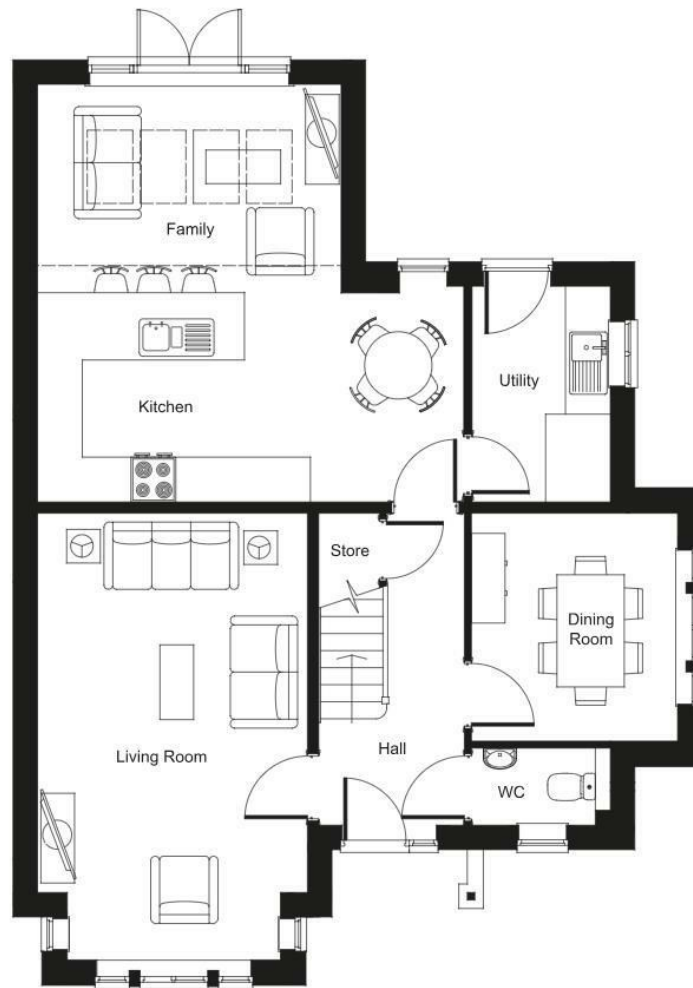 Family
Utility
Kitchen
Store
Dining
Room
Hall
Living Room
WC